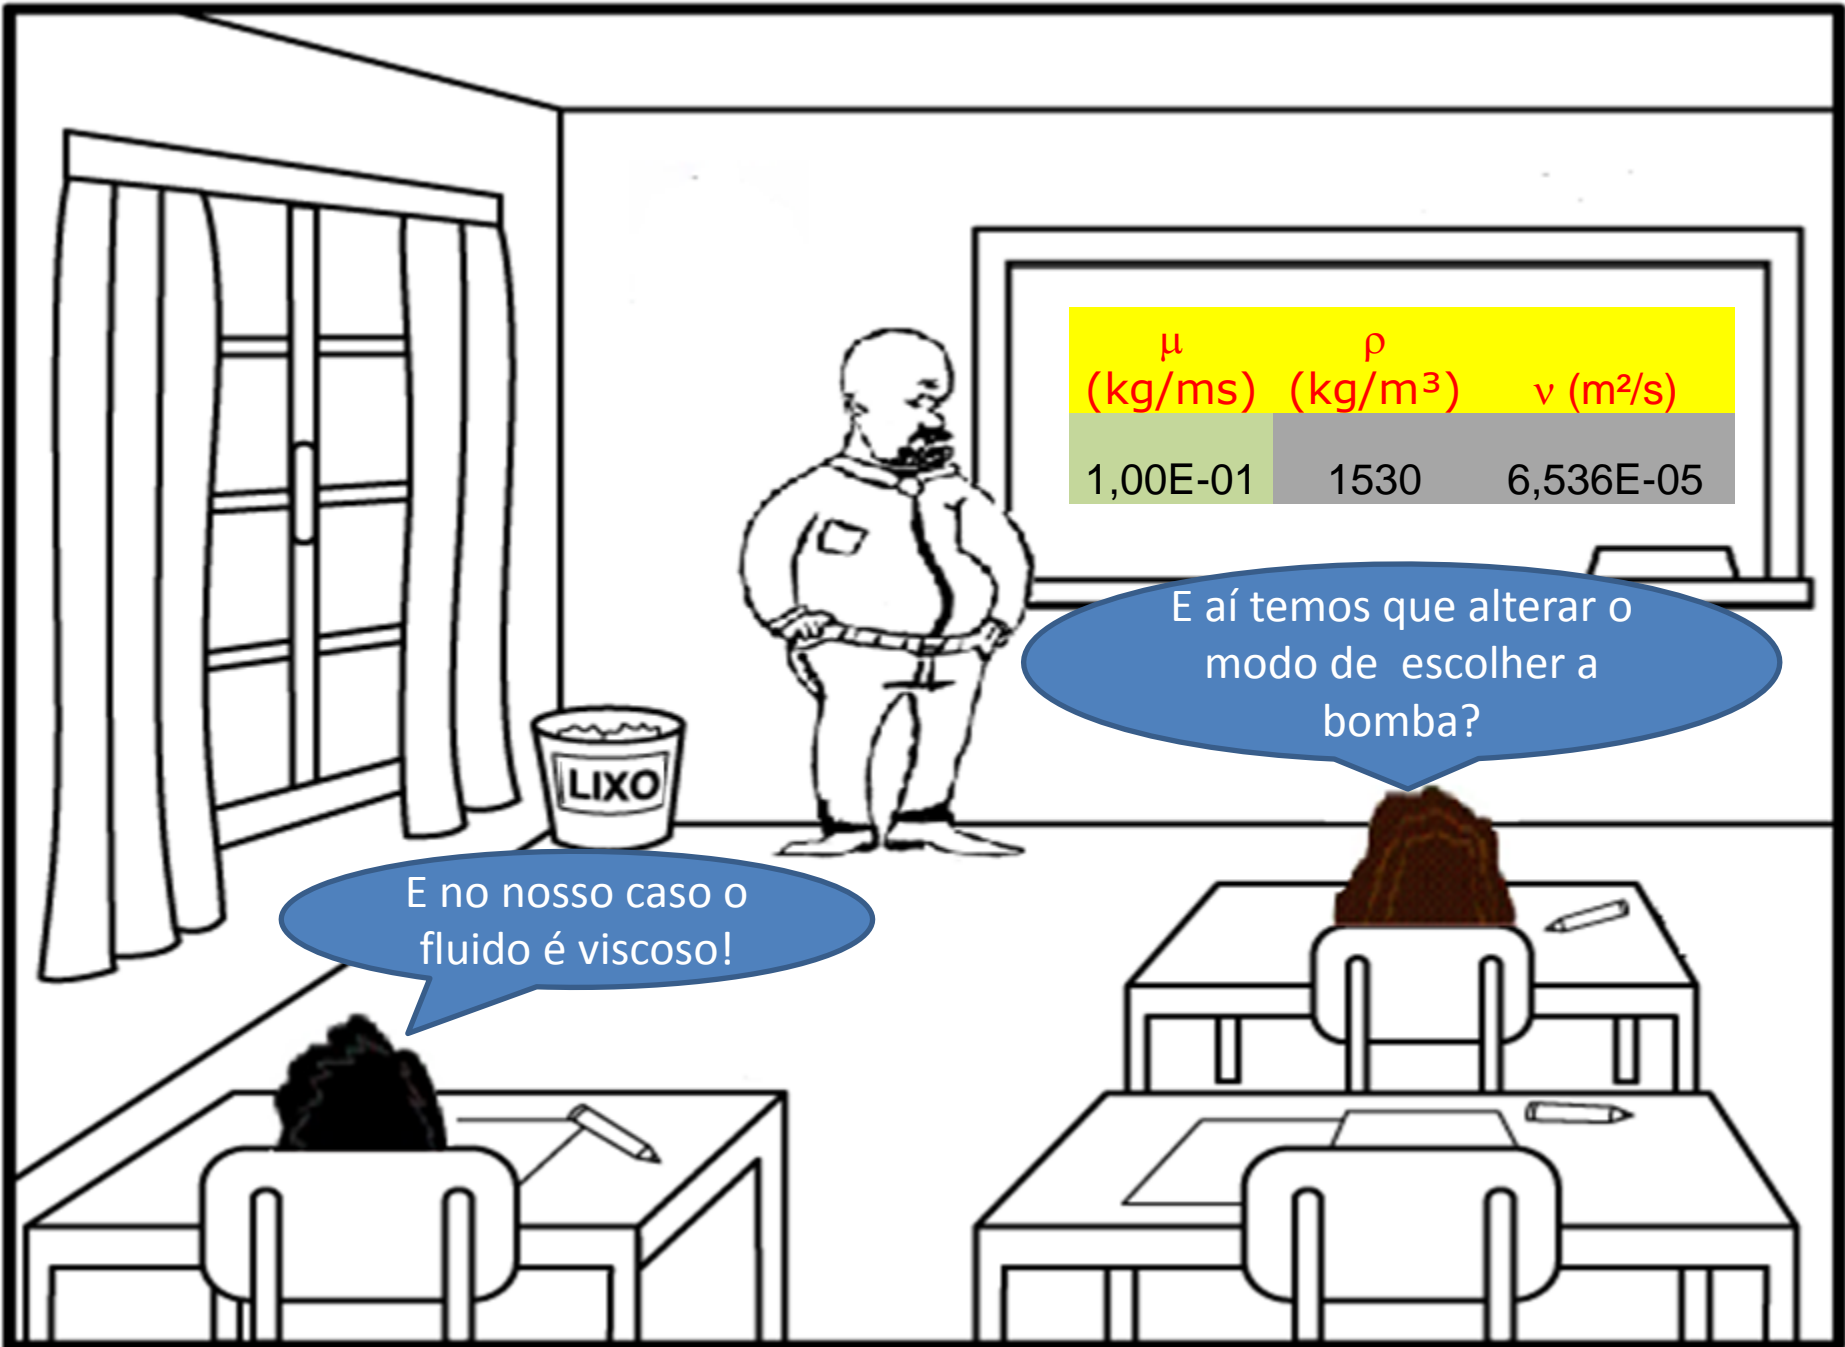 μ ρ
(kg/ms) (kg/m³) ν (m²/s)
1,00E-01 1530 6,536E-05
E aí temos que alterar o
modo de escolher a
bomba?
LIXO
E no nosso caso o
fluido é viscoso!